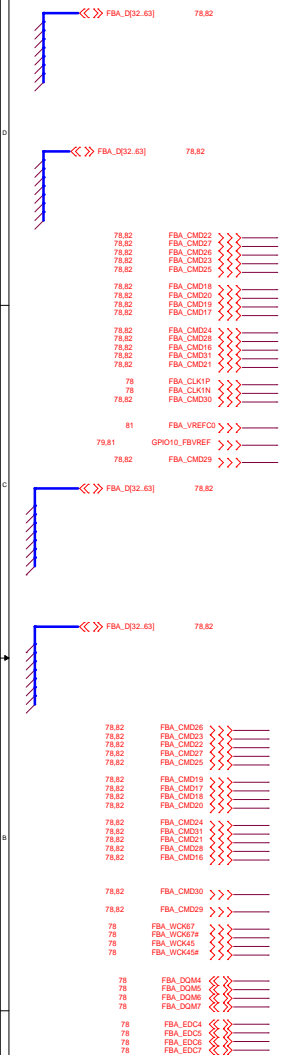 FBA_D[32..63] 78,82
D
FBA_D[32..63] 78,82
78,82 FBA_CMD22
78,82 FBA_CMD27
78,82 FBA_CMD26
78,82 FBA_CMD23
78,82 FBA_CMD25
78,82 FBA_CMD18
78,82 FBA_CMD20
78,82 FBA_CMD19
78,82 FBA_CMD17
78,82 FBA_CMD24
78,82 FBA_CMD28
78,82 FBA_CMD16
78,82 FBA_CMD31
78,82 FBA_CMD21
78 FBA_CLK1P
78 FBA_CLK1N
78,82 FBA_CMD30
81 FBA_VREFC0
79,81 GPIO10_FBVREF
78,82 FBA_CMD29
C
FBA_D[32..63] 78,82
FBA_D[32..63] 78,82
78,82 FBA_CMD26
78,82 FBA_CMD23
78,82 FBA_CMD22
78,82 FBA_CMD27
78,82 FBA_CMD25
78,82 FBA_CMD19
78,82 FBA_CMD17
78,82 FBA_CMD18
78,82 FBA_CMD20
78,82 FBA_CMD24
78,82 FBA_CMD31
B
78,82 FBA_CMD21
78,82 FBA_CMD28
78,82 FBA_CMD16
78,82 FBA_CMD30
78,82 FBA_CMD29
78 FBA_WCK67
78 FBA_WCK67#
78 FBA_WCK45
78 FBA_WCK45#
78 FBA_DQM4
78 FBA_DQM5
78 FBA_DQM6
78 FBA_DQM7
78 FBA_EDC4
78 FBA_EDC5
78 FBA_EDC6
78 FBA_EDC7